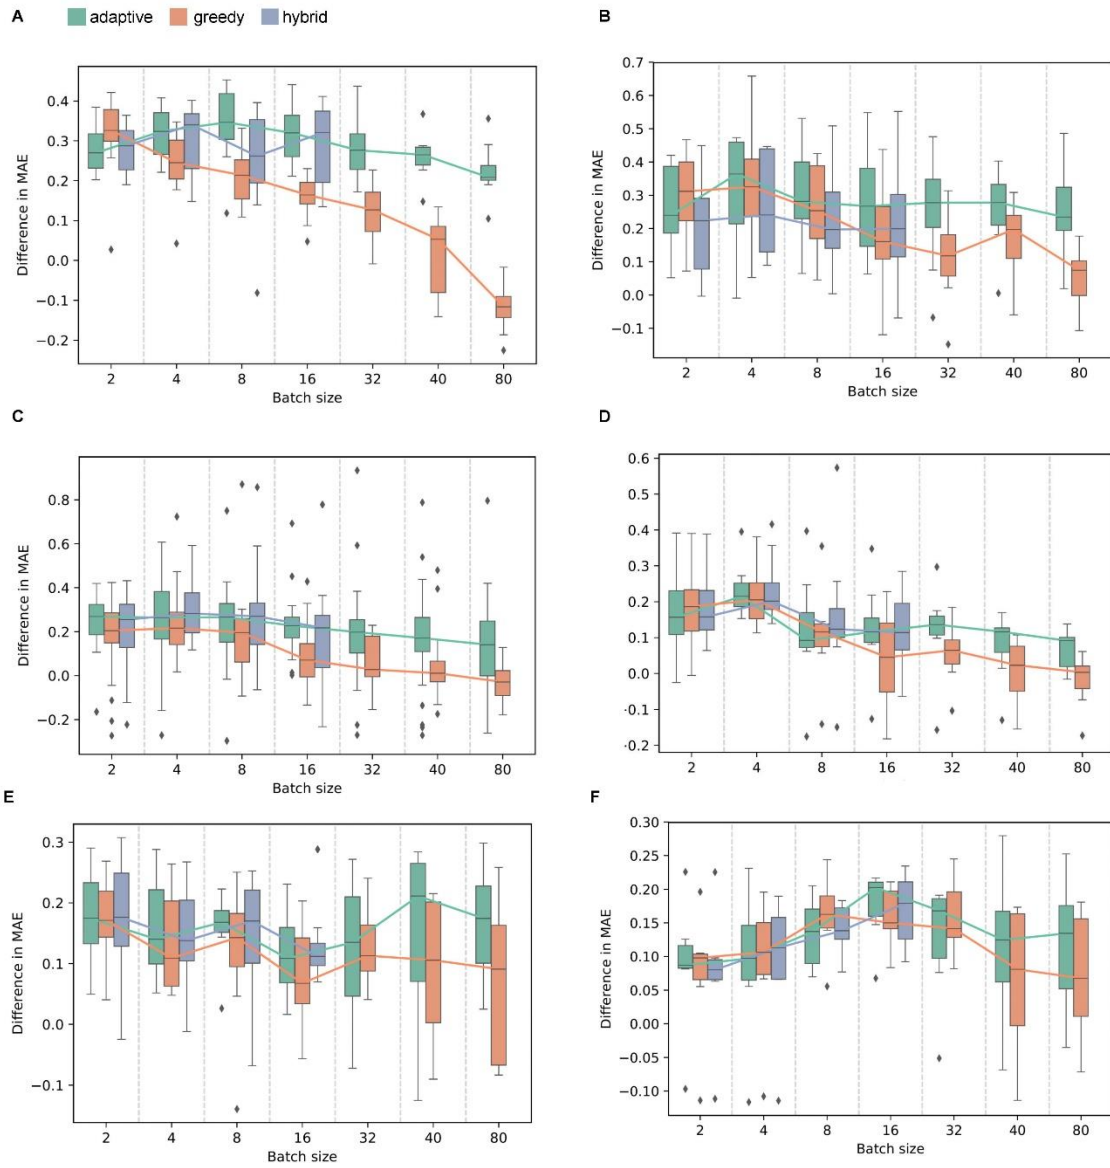 A
adaptive greedy hybrid
Difference in MAE
0.4
0.3
0.2
0.1
0.0
−0.1
−0.2
2 4 8 16 32 40 80
Batch size
B
Difference in MAE
0.7
0.6
0.5
0.4
0.3
0.2
0.1
0.0
−0.1
2 4 8 16 32 40 80
Batch size
C
Difference in MAE
0.8
0.6
0.4
0.2
0.0
−0.2
2 4 8 16 32 40 80
Batch size
D
Difference in MAE
0.6
0.5
0.4
0.3
0.2
0.1
0.0
·0.1
·0.2
2 4 8 16 32 40 80
Batch size
E
Difference in MAE
0.3
0.2
0.1
−0.1
2 4 8 16 32 40 80
Batch size
F
Difference in MAE
0.30
0.25
0.20
0.15
0.10
0.05
0.00
−0.05
−0.10
2 4 8 16 32 40 80
Batch size